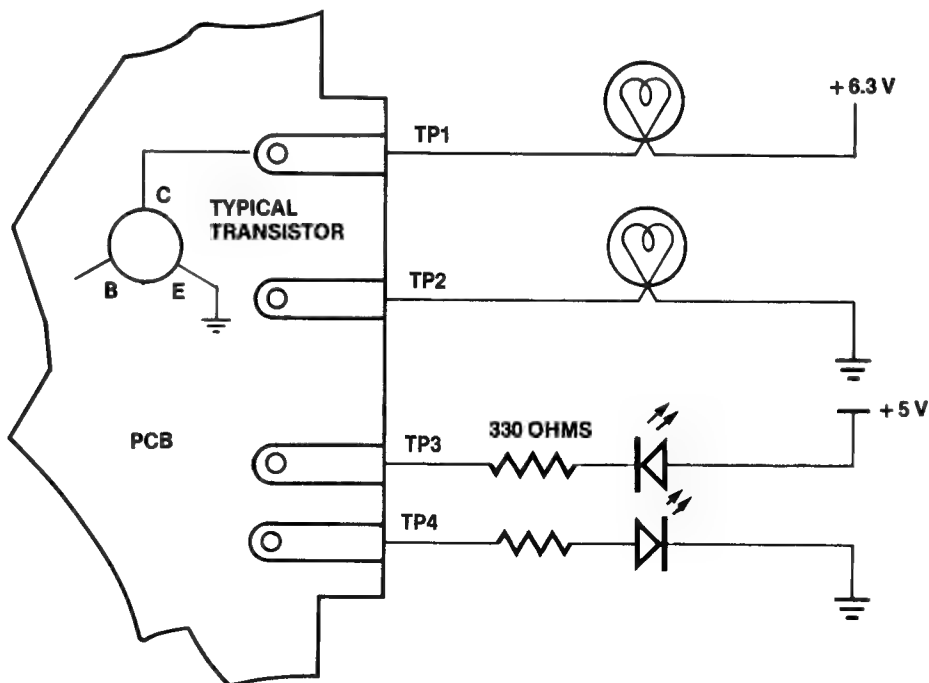 + 6.3 V
TP1
C
TYPICAL
TRANSISTOR
B
E
TP2
+ 5 V
PCB
TP3
330 OHMS
TP4